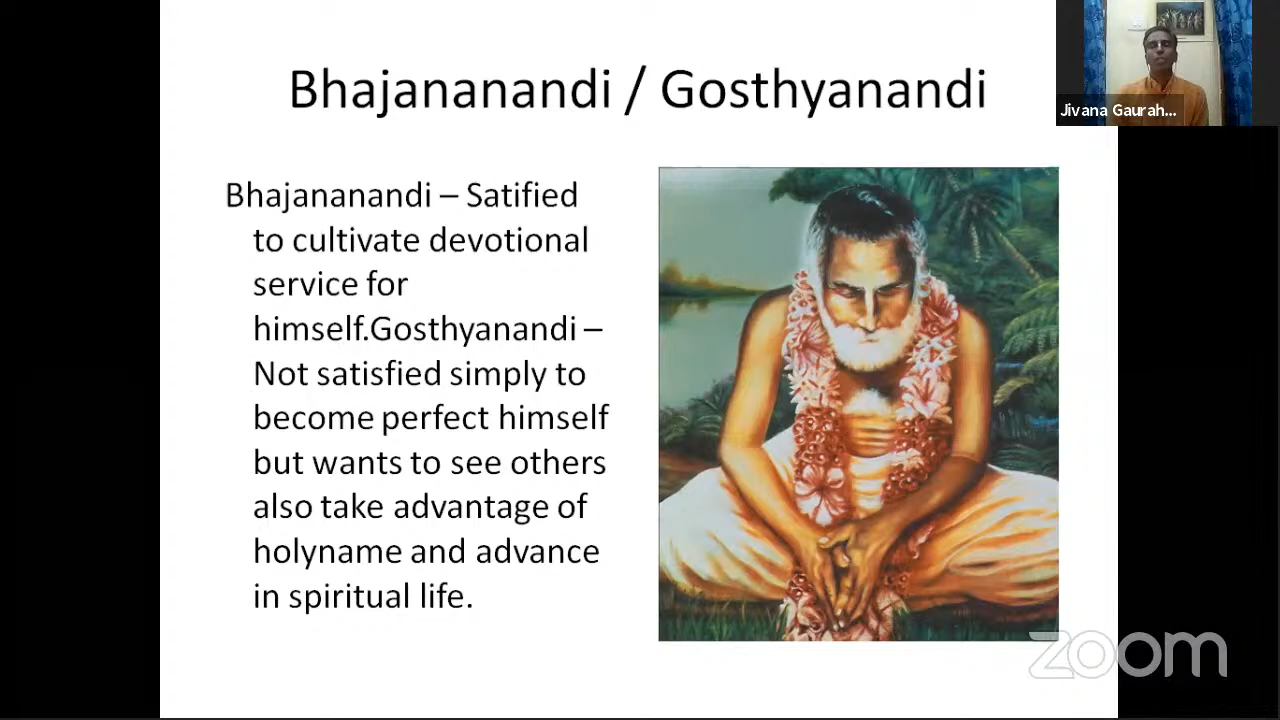 Bhajananandi / Gosthyanandi
Jivana Gaurah...
Bhajananandi – Satified
to cultivate devotional
service for
himself.Gosthyanandi –
Not satisfied simply to
become perfect himself
but wants to see others
also take advantage of
holyname and advance
in spiritual life.
zoom